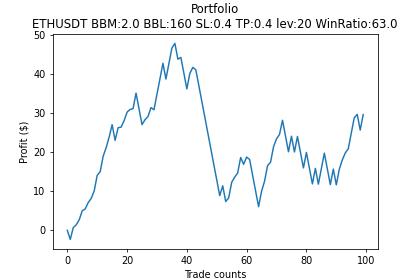 Portfolio
ETHUSDT BBM:2.0 BBL:160 SL:0.4 TP:0.4 lev:20 WinRatio:63.0
50
40
30
20
10
0
Profit ($)
0 20 40 60 80 100
Trade counts